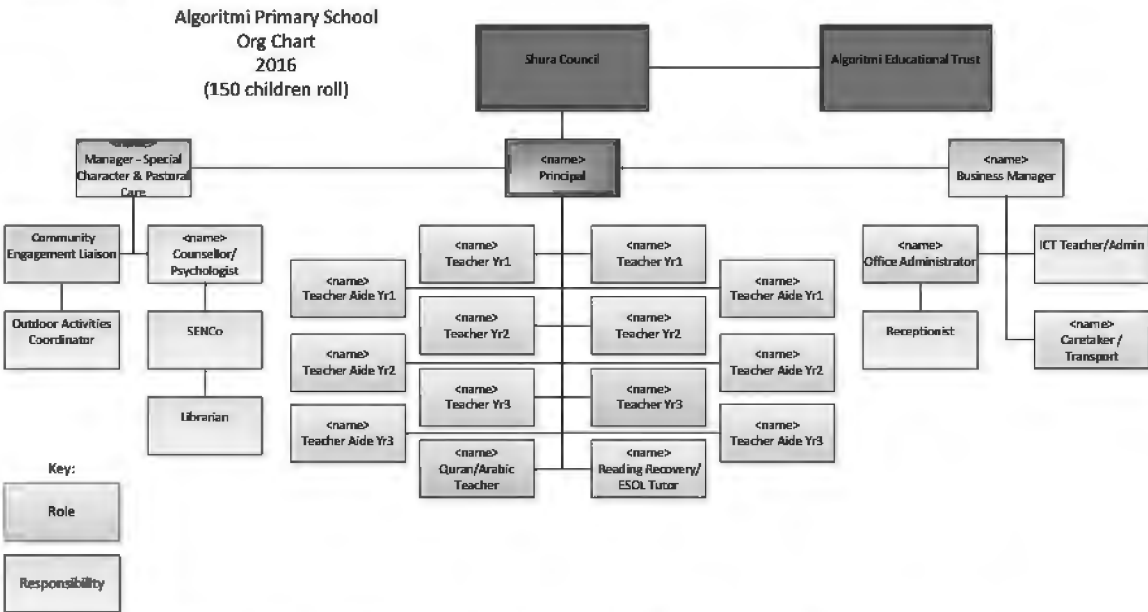 Algoritmi Primary School
Org Chart
2016
(150 children roll)
Shura Council
Algoritmi Educational Trust
Manager - Special
Character & Pastoral
Care
<name>
Principal
<name>
Business Manager
Community
Engagement Liaison
<name>
Counsellor/
Psychologist
<name>
Teacher Yr1
<name>
Teacher Yr1
<name>
Office Administrator
ICT Teacher/Admin
<name>
Teacher Aide Yr1
<name>
Teacher Aide Yr1
Outdoor Activities
Coordinator
SENCo
<name>
Teacher Yr2
<name>
Teacher Yr2
Receptionist
<name>
Caretaker /
Transport
<name>
Teacher Aide Yr2
<name>
Teacher Aide Yr2
Librarian
<name>
Teacher Yr3
<name>
Teacher Yr3
<name>
Teacher Aide Yr3
<name>
Teacher Aide Yr3
<name>
Quran/Arabic
Teacher
<name>
Reading Recovery/
ESOL Tutor
Key:
Role
Responsibility